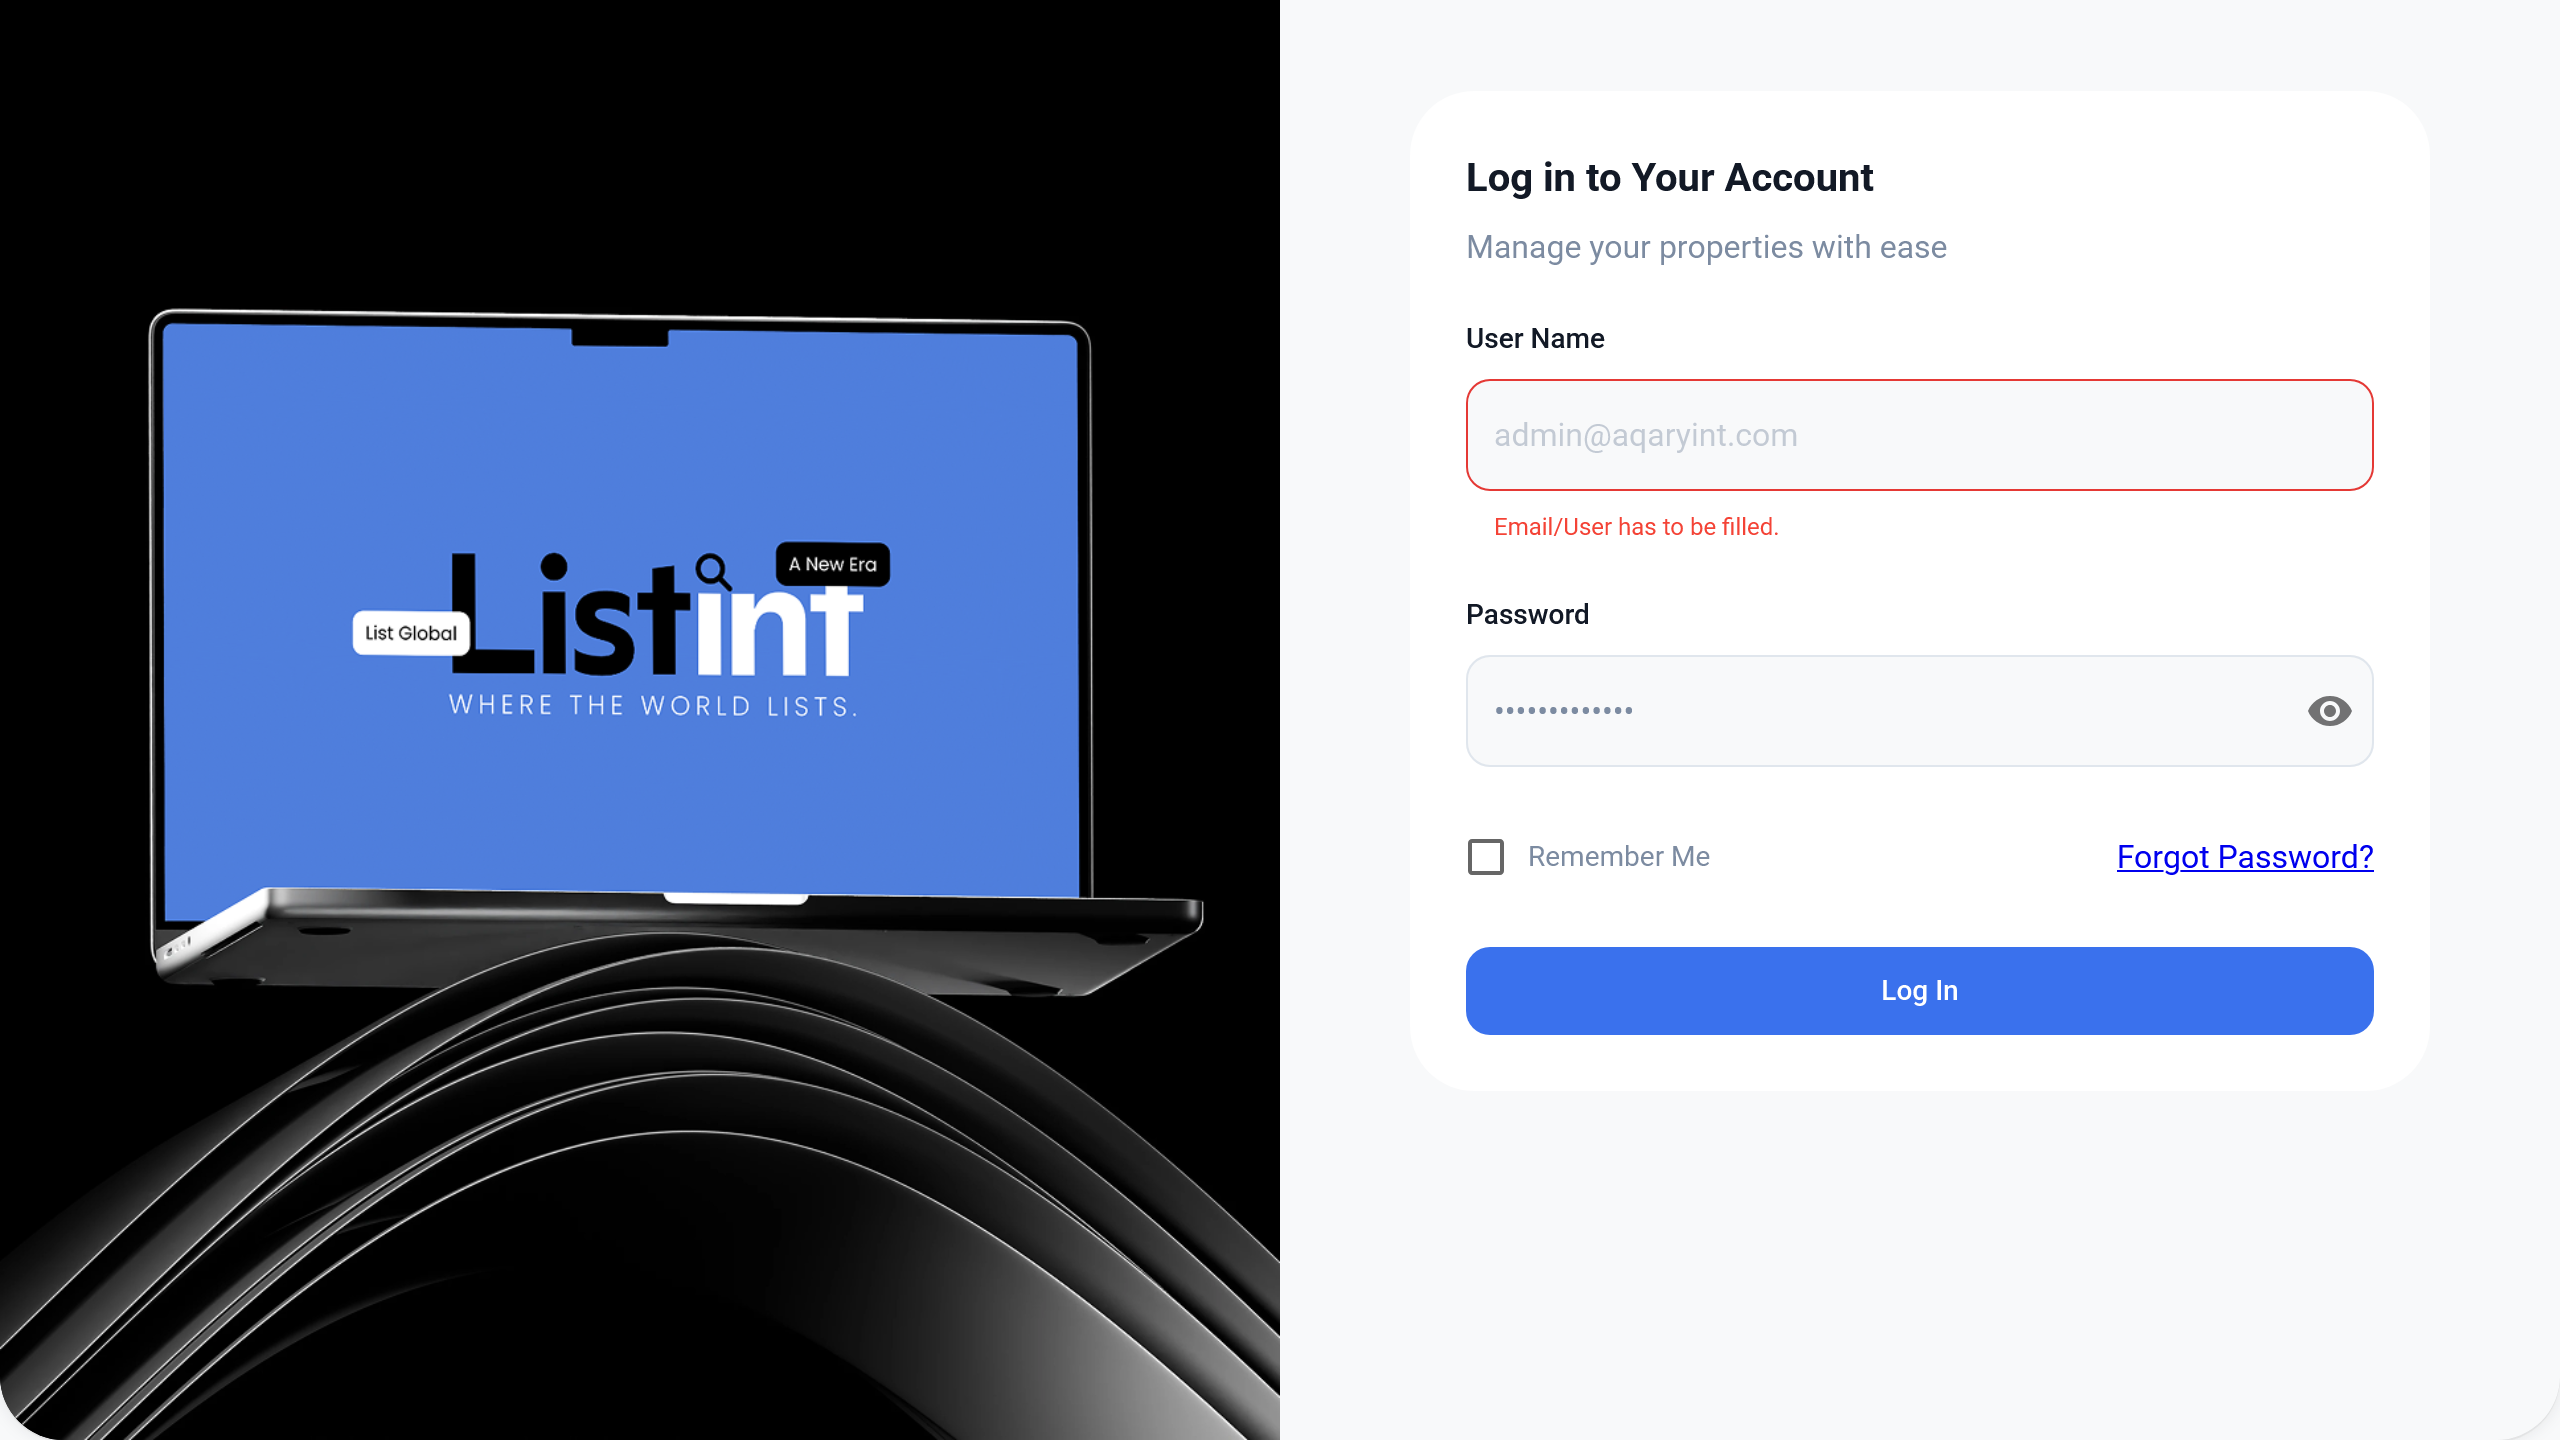 A New Era
Listint
List Global
WHERE THE WORLD LISTS.
Log in to Your Account
Manage your properties with ease
User Name
admin@aqaryint.com
Email/User has to be filled.
Password
•••••••••••••
Remember Me
Forgot Password?
Log In